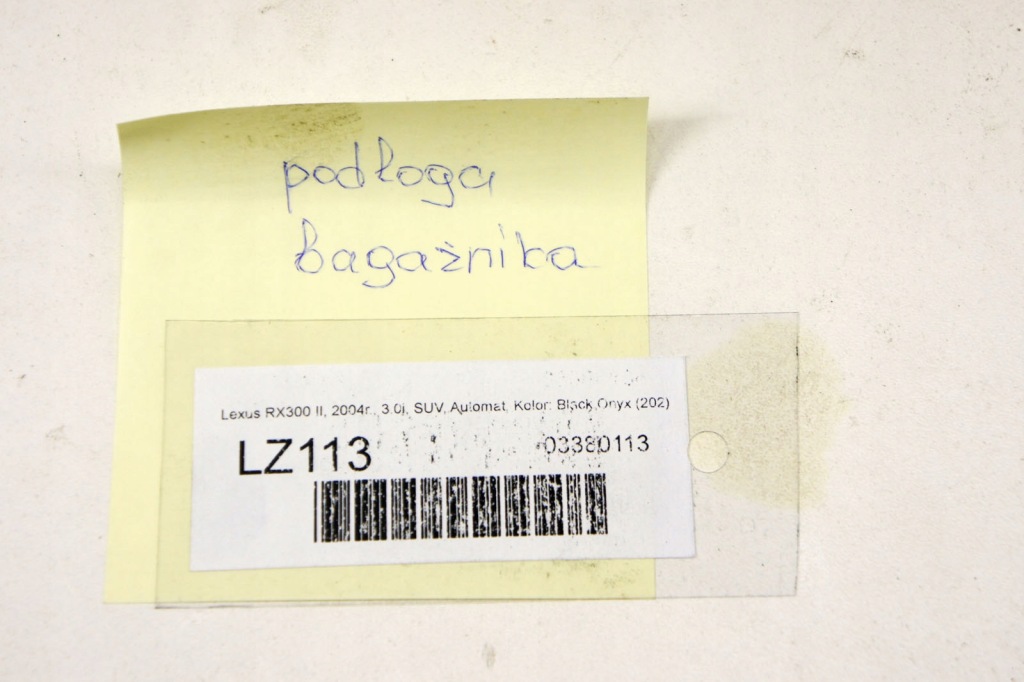 podłoga
bagażnika
Lexus RX300 II, 2004r., 3.0i, SUV, Automat, Kolor: Black Onyx (202)
LZ113 03380113